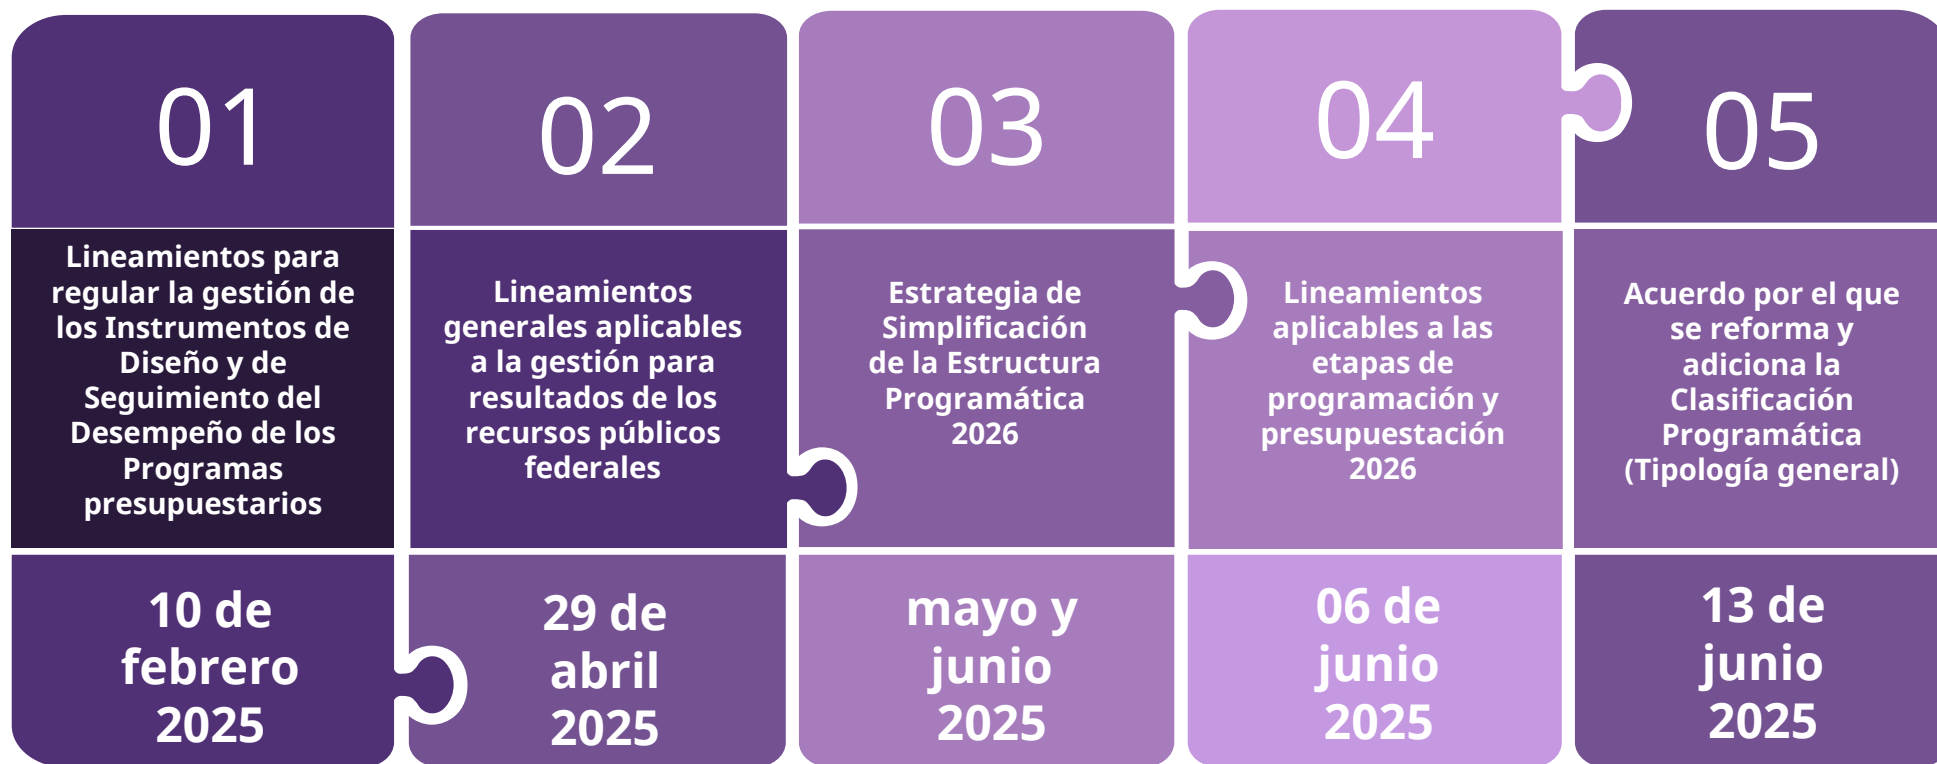 01
Lineamientos para
regular la gestión de
los Instrumentos de
Diseño y de
Seguimiento del
Desempeño de los
Programas
presupuestarios
10 de
febrero
2025
02
Lineamientos
generales aplicables
a la gestión para
resultados de los
recursos públicos
federales
29 de
abril
2025
03
Estrategia de
Simplificación
de la Estructura
Programática
2026
mayo y
junio
2025
04
Lineamientos
aplicables a las
etapas de
programación y
presupuestación
2026
06 de
junio
2025
05
Acuerdo por el que
se reforma y
adiciona la
Clasificación
Programática
(Tipología general)
13 de
junio
2025